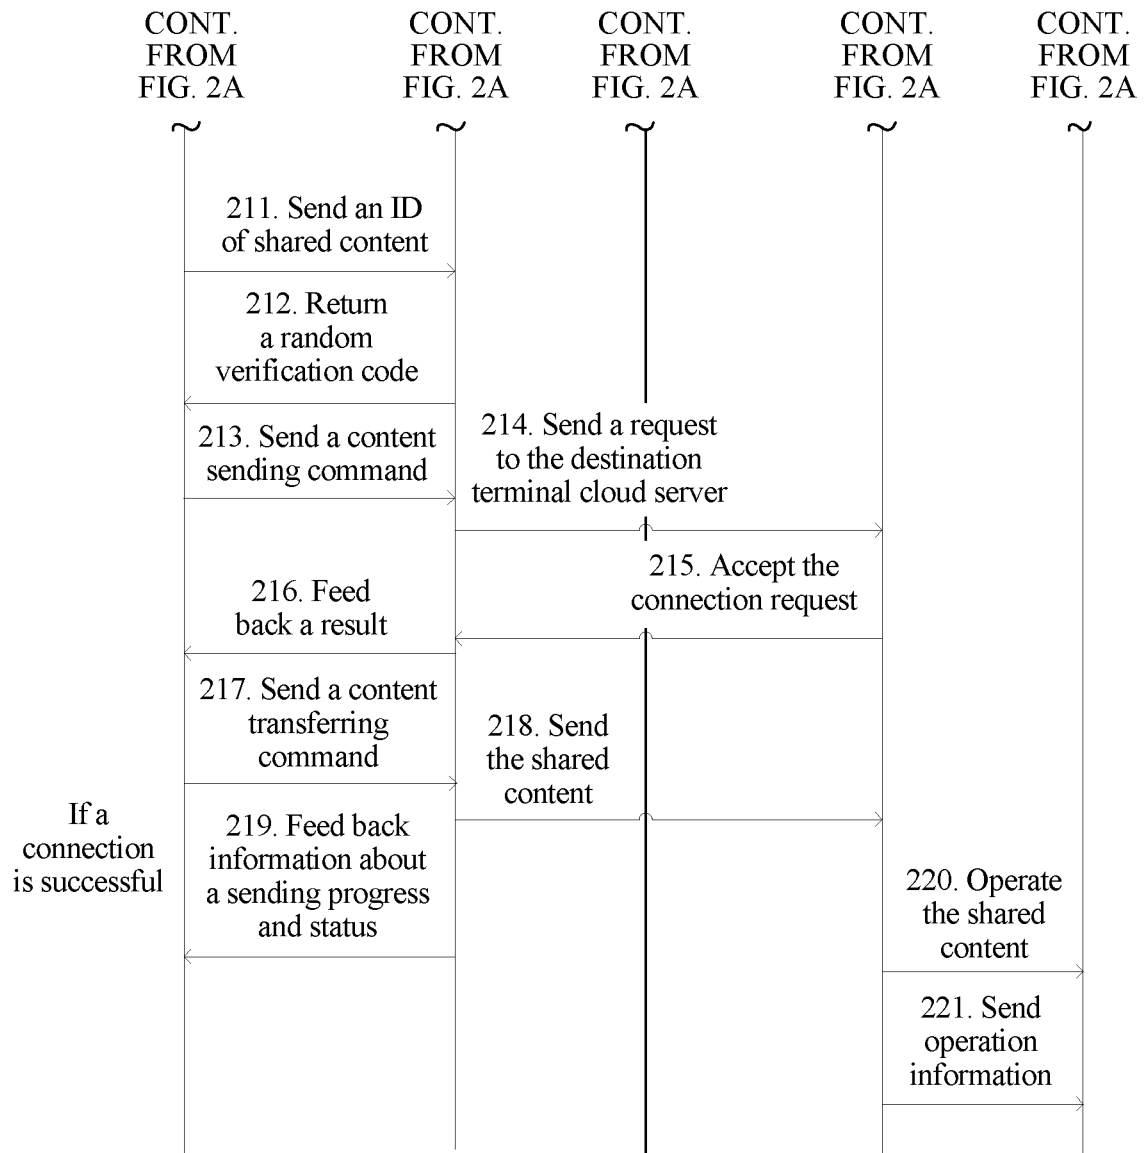 CONT.
FROM
FIG. 2A
CONT.
FROM
FIG. 2A
CONT.
FROM
FIG. 2A
CONT.
FROM
FIG. 2A
CONT.
FROM
FIG. 2A
211. Send an ID
of shared content
212. Return
a random
verification code
213. Send a content
sending command
214. Send a request
to the destination
terminal cloud server
215. Accept the
connection request
216. Feed
back a result
217. Send a content
transferring
command
218. Send
the shared
content
If a
connection
is successful
219. Feed back
information about
a sending progress
and status
220. Operate
the shared
content
221. Send
operation
information